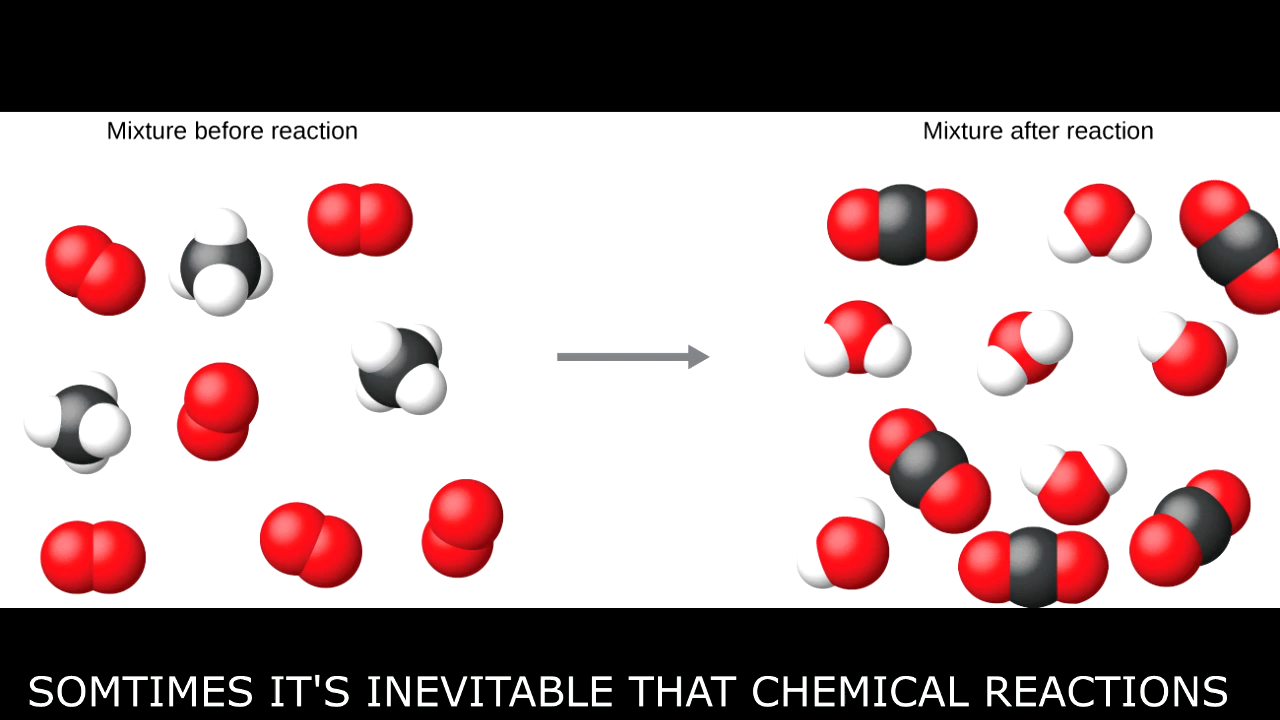 Mixture before reaction
Mixture after reaction
SOMTIMES IT'S INEVITABLE THAT CHEMICAL REACTIONS